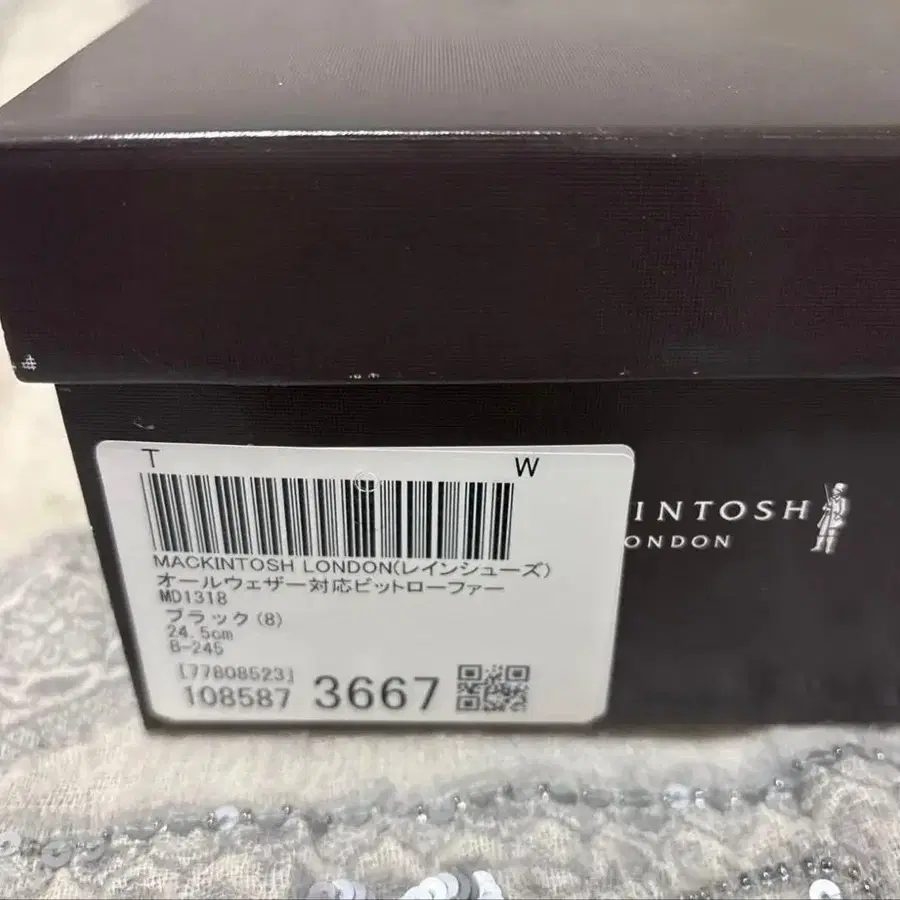 T W
MACKINTOSH LONDON(レインシューズ)
オールウェザー対応ビットローファー
MD1318
ブラック(8)
24.5cm
B-245
[77808523]
108587 3667
INTOSH
ONDON